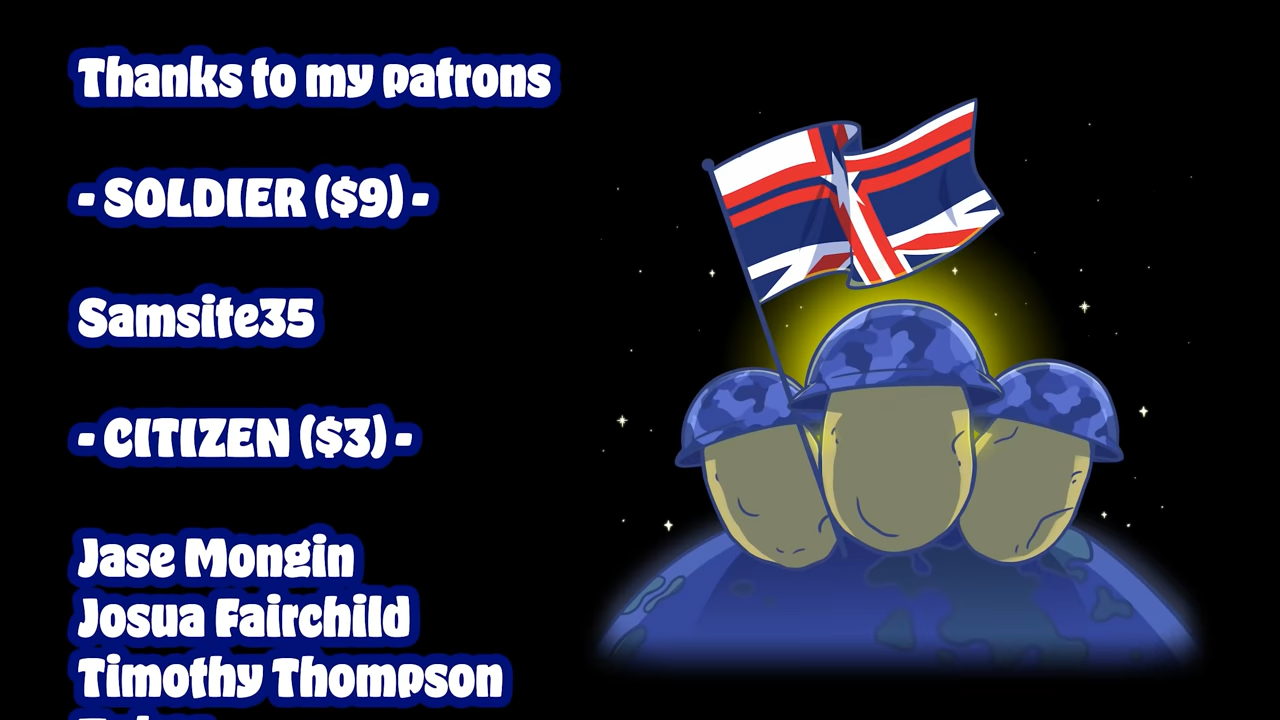 Thanks to my patrons
- SOLDIER ($9) -
Samsite35
- CITIZEN ($3) -
Jase Mongin
Josua Fairchild
Timothy Thompson